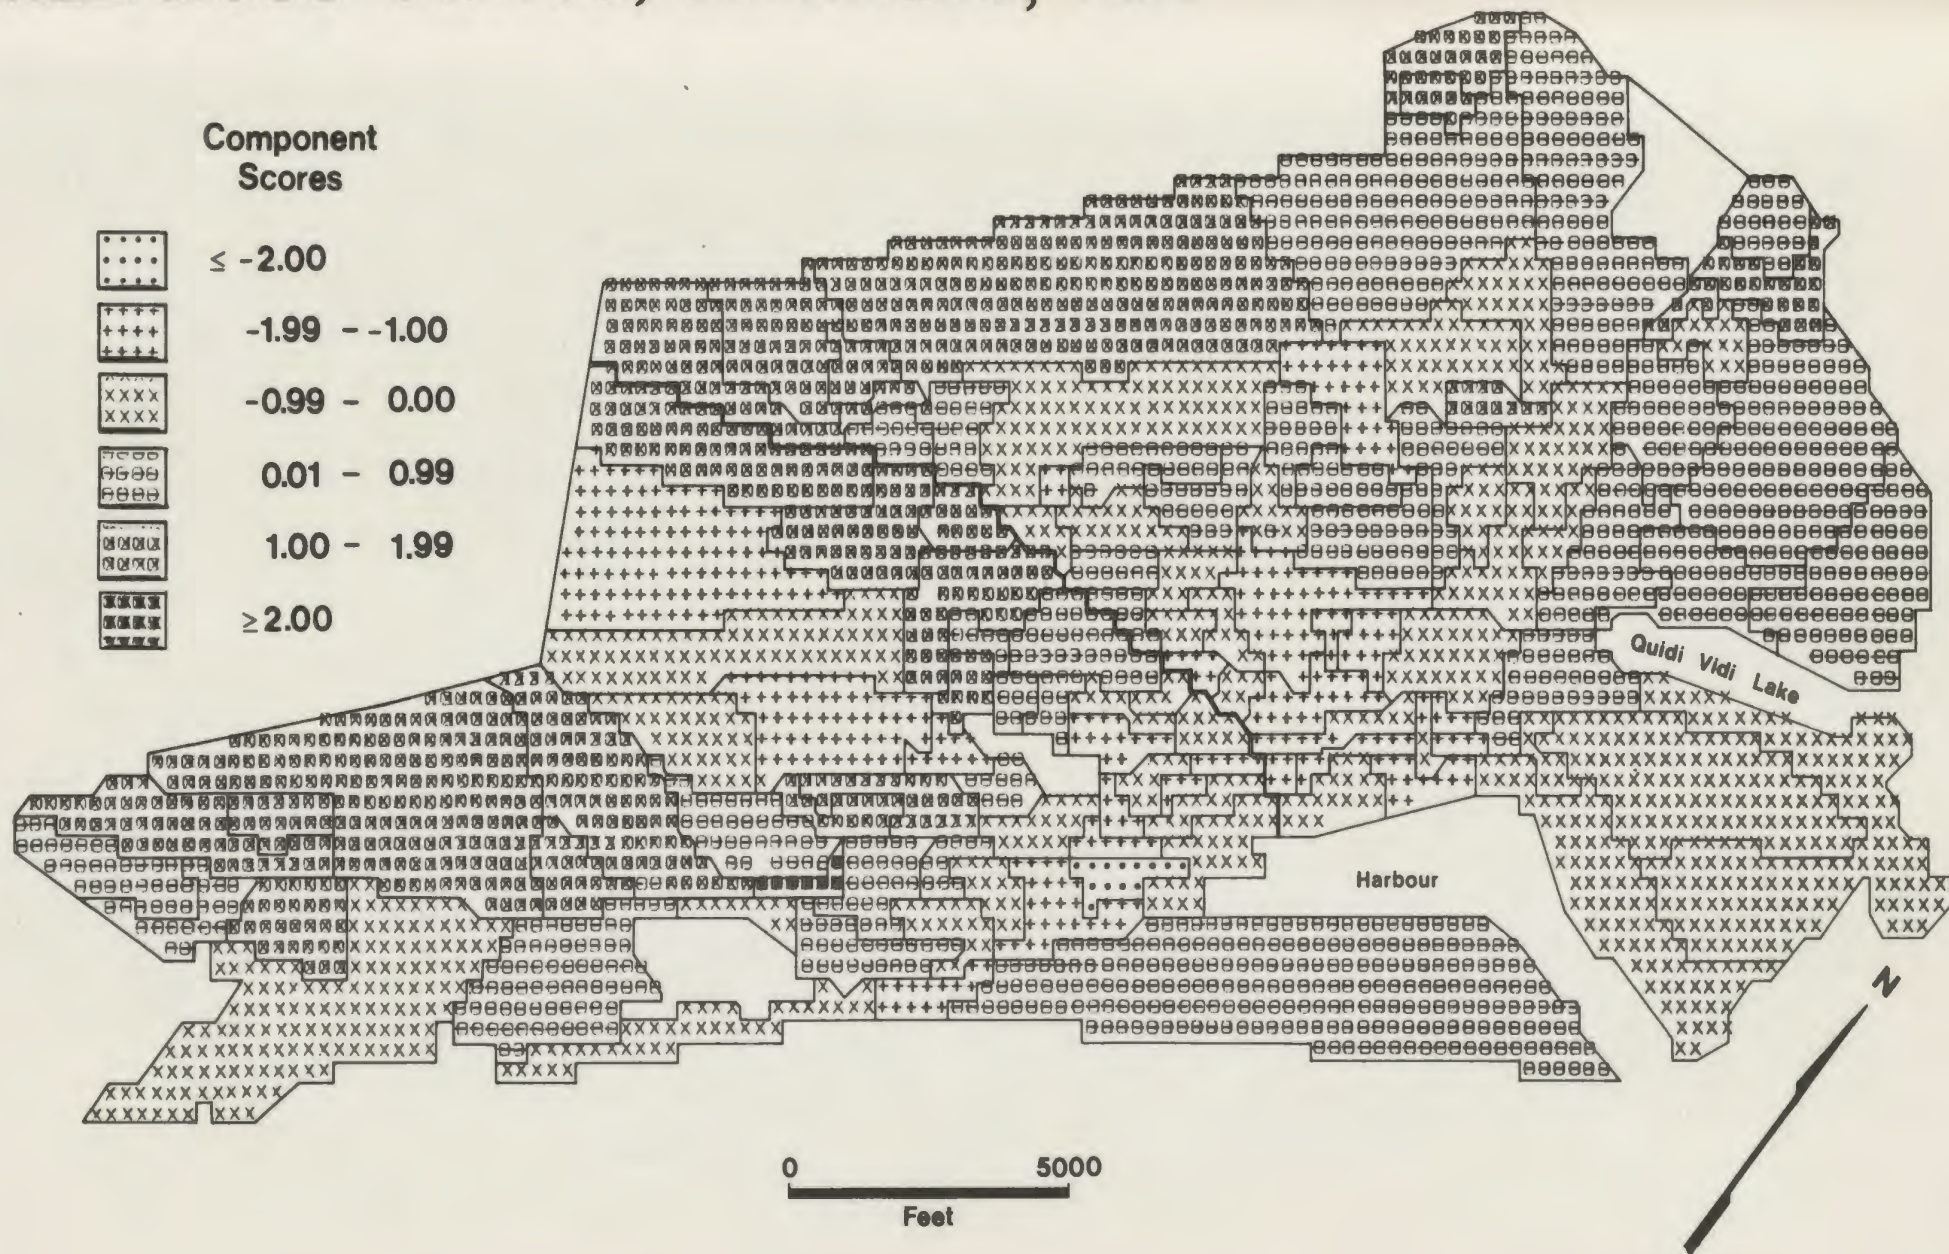 Component
Scores
≤ -2.00
-1.99 - -1.00
-0.99 - 0.00
0.01 - 0.99
1.00 - 1.99
≥ 2.00
Quidi Vidi Lake
Harbour
N
0 5000
Feet